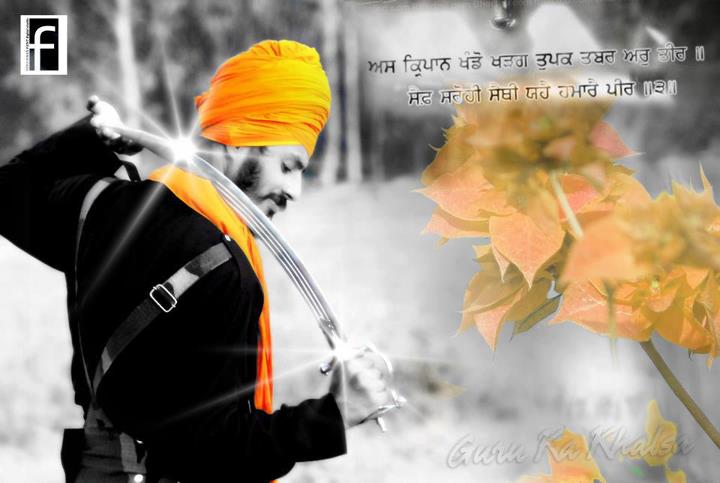 ਅਸ ਕ੍ਰਿਪਾਨ ਖੰਡੋ ਖੜਗ ਤੁਪਕ ਤਬਰ ਅਰੁ ਤੀਰ ॥
ਸੈਫ ਸਰੋਹੀ ਸੈਥੀ ਯਹੈ ਹਮਾਰੈ ਪੀਰ ॥੩॥
f
Guru Ka Khalsa